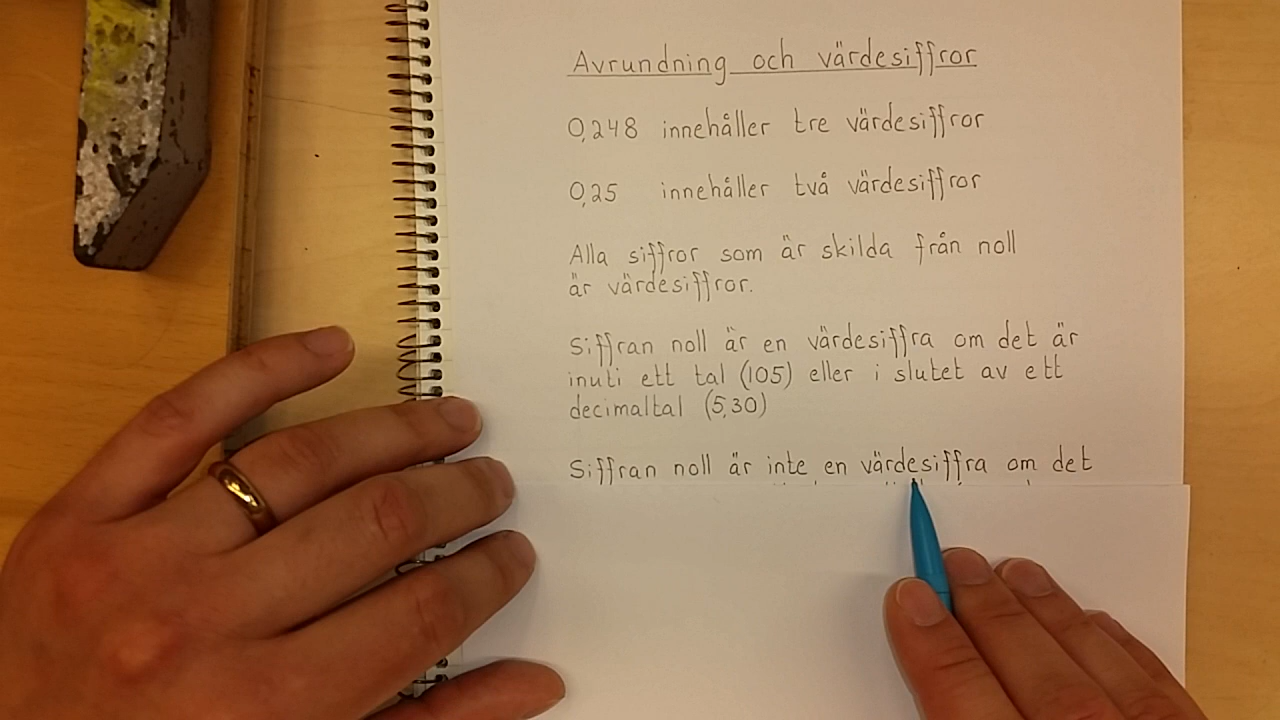 Avrundning och värdesiffror
0,248 innehåller tre värdesiffror
0,25 innehåller två värdesiffror
Alla siffror som är skilda från noll
är värdesiffror.
Siffran noll är en värdesiffra om det är
inuti ett tal (105) eller i slutet av ett
decimaltal (5,30)
Siffran noll är inte en värdesiffra om det